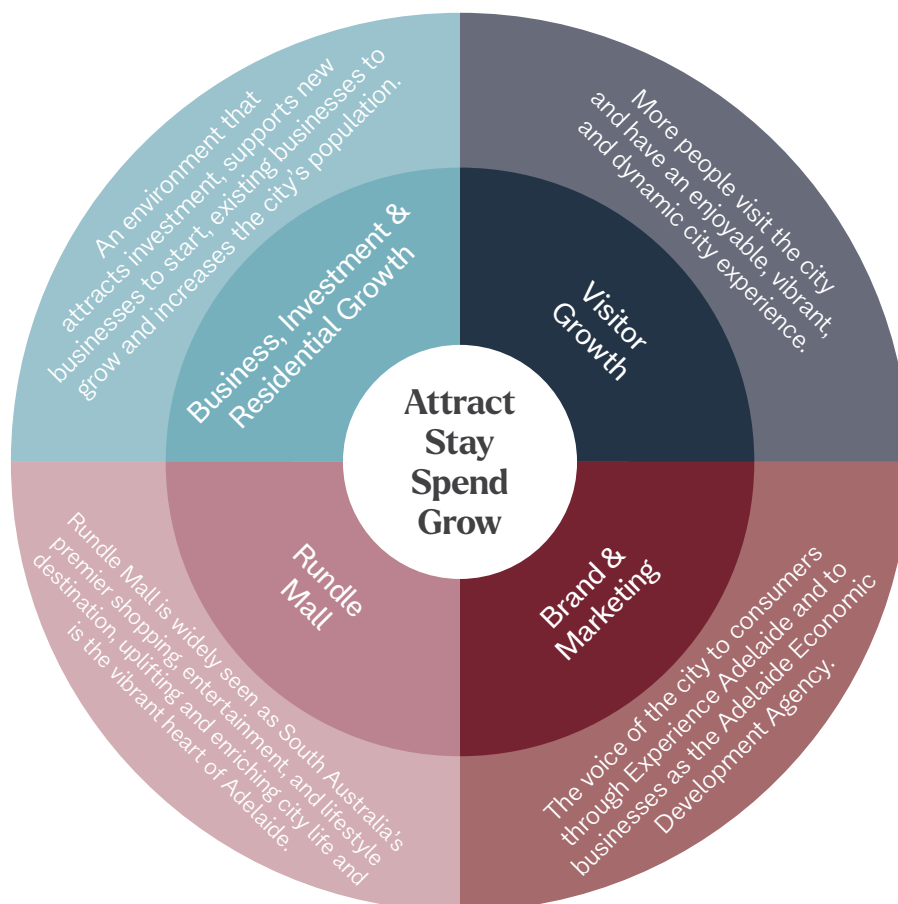 An environment that
attracts investment, supports new
businesses to start, existing businesses to
grow and increases the city's population.
Business, Investment &
Residential Growth
More people visit the city
and have an enjoyable, vibrant,
and dynamic city experience.
Visitor
Growth
Attract
Stay
Spend
Grow
Rundle
Mall
Rundle Mall is widely seen as South Australia's
premier shopping, entertainment, and lifestyle
destination, uplifting and enriching city life and
is the vibrant heart of Adelaide.
Brand &
Marketing
The voice of the city to consumers
through Experience Adelaide and to
businesses as the Adelaide Economic
Development Agency.